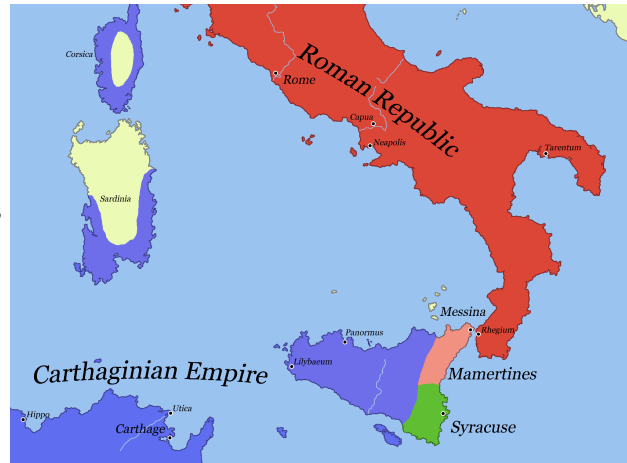 Corsica
Roman Republic
Rome
Capua
Neapolis
Tarentum
Sardinia
Messina
Rhegium
Panormus
Lilybaeum
Carthaginian Empire
Mamertines
Hippo
Utica
Carthage
Syracuse